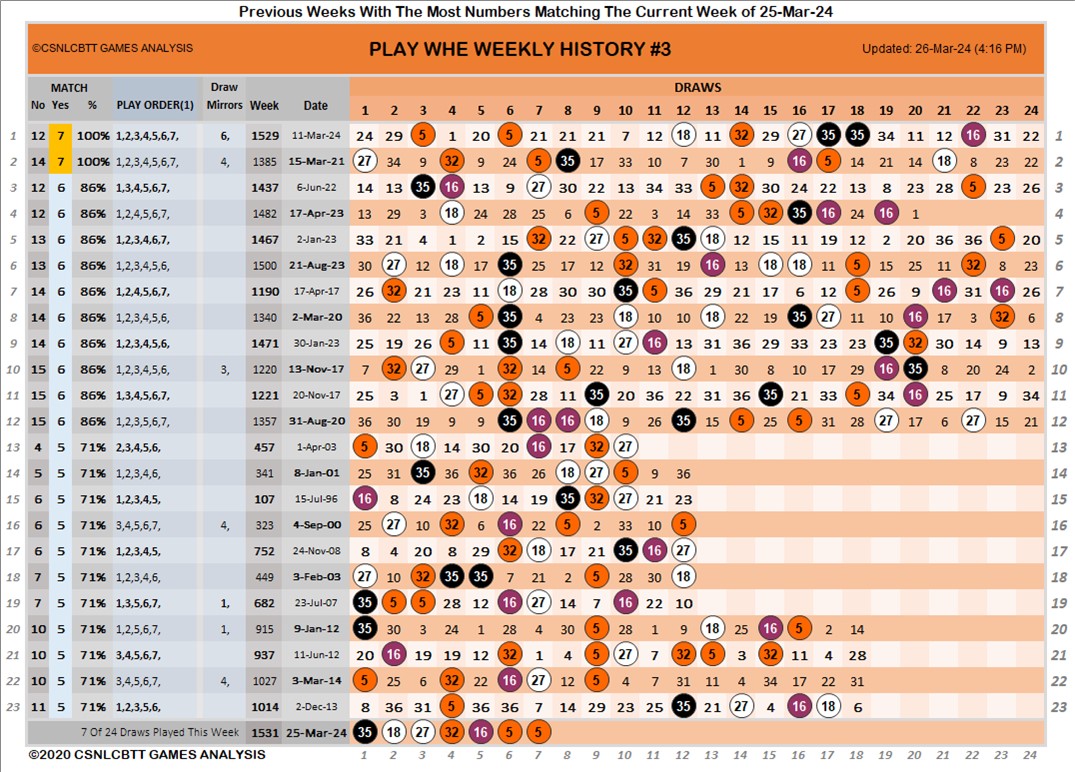 Previous Weeks With The Most Numbers Matching The Current Week of 25-Mar-24
©CSNLCBTT GAMES ANALYSIS PLAY WHE WEEKLY HISTORY #3 Updated: 26-Mar-24 (4:16 PM)
MATCH Draw DRAWS
No Yes % PLAY ORDER(1) Mirrors Week Date 1 2 3 4 5 6 7 8 9 10 11 12 13 14 15 16 17 18 19 20 21 22 23 24
1 12 7 100% 1,2,3,4,5,6,7, 6, 1529 11-Mar-24 24 29 5 1 20 5 21 21 21 7 12 18 11 32 29 27 35 35 34 11 12 16 31 22 1
2 14 7 100% 1,2,3,4,5,6,7, 4, 1385 15-Mar-21 27 34 9 32 9 24 5 35 17 33 10 7 30 1 9 16 5 14 21 14 18 8 23 22 2
3 12 6 86% 1,3,4,5,6,7, 1437 6-Jun-22 14 13 35 16 13 9 27 30 22 13 34 33 5 32 30 24 22 13 8 23 28 5 23 26 3
4 12 6 86% 1,2,4,5,6,7, 1482 17-Apr-23 13 29 3 18 24 28 25 6 5 22 3 14 33 5 32 35 16 24 16 1 4
5 13 6 86% 1,2,3,4,6,7, 1467 2-Jan-23 33 21 4 1 2 15 32 22 27 5 32 35 18 12 15 11 19 12 2 20 36 36 5 20 5
6 13 6 86% 1,2,3,4,5,6, 1500 21-Aug-23 30 27 12 18 17 35 25 17 12 32 31 19 16 13 18 18 11 5 15 25 11 32 8 23 6
7 14 6 86% 1,2,4,5,6,7, 1190 17-Apr-17 26 32 21 23 11 18 28 30 30 35 5 36 29 21 17 6 12 5 26 9 16 31 16 26 7
8 14 6 86% 1,2,3,4,5,6, 1340 2-Mar-20 36 22 13 28 5 35 4 23 23 18 10 10 18 22 19 35 27 11 10 16 17 3 32 6 8
9 14 6 86% 1,2,3,4,5,6, 1471 30-Jan-23 25 19 26 5 11 35 14 18 11 27 16 13 31 36 29 33 23 23 35 32 30 14 9 13 9
10 15 6 86% 1,2,3,4,5,6, 3, 1220 13-Nov-17 7 32 27 29 1 32 14 5 22 9 13 18 1 30 8 10 17 29 16 35 8 20 24 2 10
11 15 6 86% 1,3,4,5,6,7, 1221 20-Nov-17 25 3 1 27 5 32 28 11 35 20 36 22 31 36 35 21 33 5 34 16 25 17 9 34 11
12 15 6 86% 1,2,3,5,6,7, 1357 31-Aug-20 36 30 19 9 9 35 16 16 18 9 26 35 14 5 25 5 31 28 27 17 6 27 15 21 12
13 4 5 71% 2,3,4,5,6, 457 1-Apr-03 5 30 18 14 30 20 16 17 32 27 13
14 5 5 71% 1,2,3,4,6, 341 8-Jan-01 25 31 35 36 32 36 26 18 27 5 9 36 14
15 6 5 71% 1,2,3,4,5, 107 15-Jul-96 16 8 24 23 18 14 19 35 32 27 21 23 15
16 6 5 71% 3,4,5,6,7, 4, 323 4-Sep-00 25 27 10 32 6 16 22 5 2 33 10 5 16
17 6 5 71% 1,2,3,4,5, 752 24-Nov-08 8 4 20 8 29 32 18 17 21 35 16 27 17
18 7 5 71% 1,2,3,4,6, 449 3-Feb-03 27 10 32 35 35 7 21 2 5 28 30 18 18
19 7 5 71% 1,3,5,6,7, 1, 682 23-Jul-07 35 5 5 28 12 16 27 14 7 16 22 10 19
20 10 5 71% 1,2,5,6,7, 1, 915 9-Jan-12 35 30 3 24 1 28 4 30 5 28 1 9 18 25 16 5 2 14 20
21 10 5 71% 3,4,5,6,7, 937 11-Jun-12 20 16 19 19 12 32 1 4 5 27 7 32 5 3 32 11 4 28 21
22 10 5 71% 3,4,5,6,7, 4, 1027 3-Mar-14 5 25 6 32 22 16 27 12 5 4 7 31 11 4 34 17 22 31 22
23 11 5 71% 1,2,3,5,6, 1014 2-Dec-13 8 36 31 5 36 36 7 14 29 23 25 35 21 27 4 16 18 6 23
7 Of 24 Draws Played This Week 1531 25-Mar-24 35 18 27 32 16 5 5
©2020 CSNLCBTT GAMES ANALYSIS 1 2 3 4 5 6 7 8 9 10 11 12 13 14 15 16 17 18 19 20 21 22 23 24